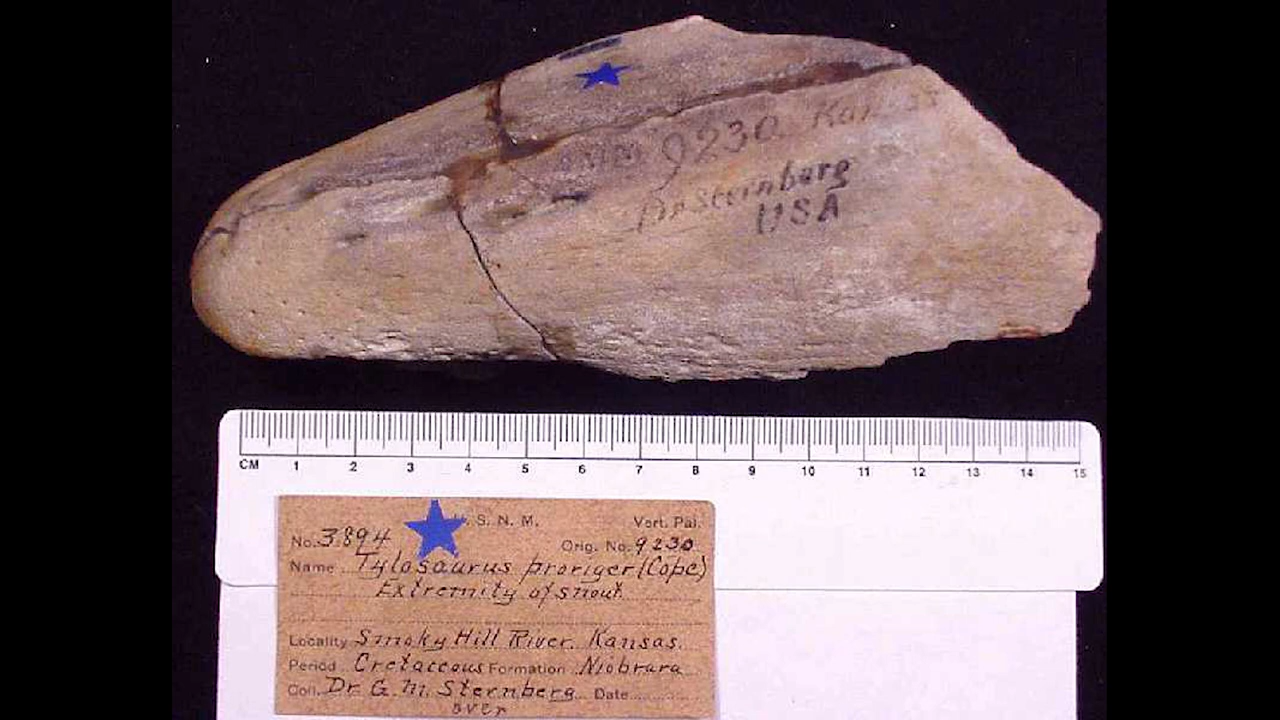 9230 Kansas
Dr Sternberg
USA
CM 1 2 3 4 5 6 7 8 9 10 11 12 13 14 15
U. S. N. M. Vert. Pal.
No. 3894 Orig. No. 9230
Name Tylosaurus proriger (Cope)
Extremity of snout.
Locality Smoky Hill River, Kansas.
Period Cretaceous Formation Niobrara
Coll. Dr. G. M. Sternberg Date
over